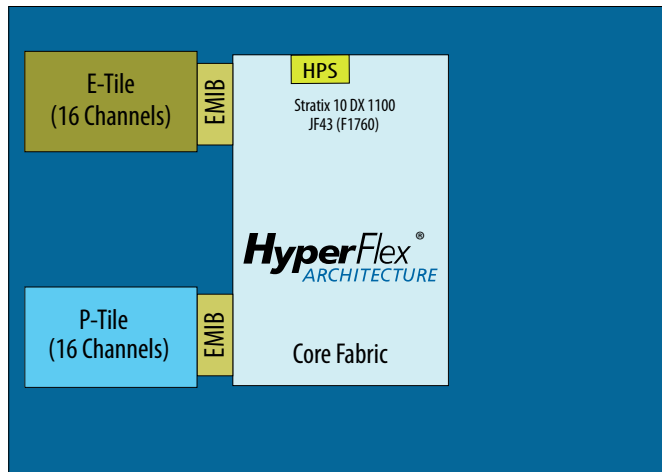 E-Tile
(16 Channels)
EMIB
HPS
Stratix 10 DX 1100
JF43 (F1760)
HyperFlex®
ARCHITECTURE
P-Tile
(16 Channels)
EMIB
Core Fabric